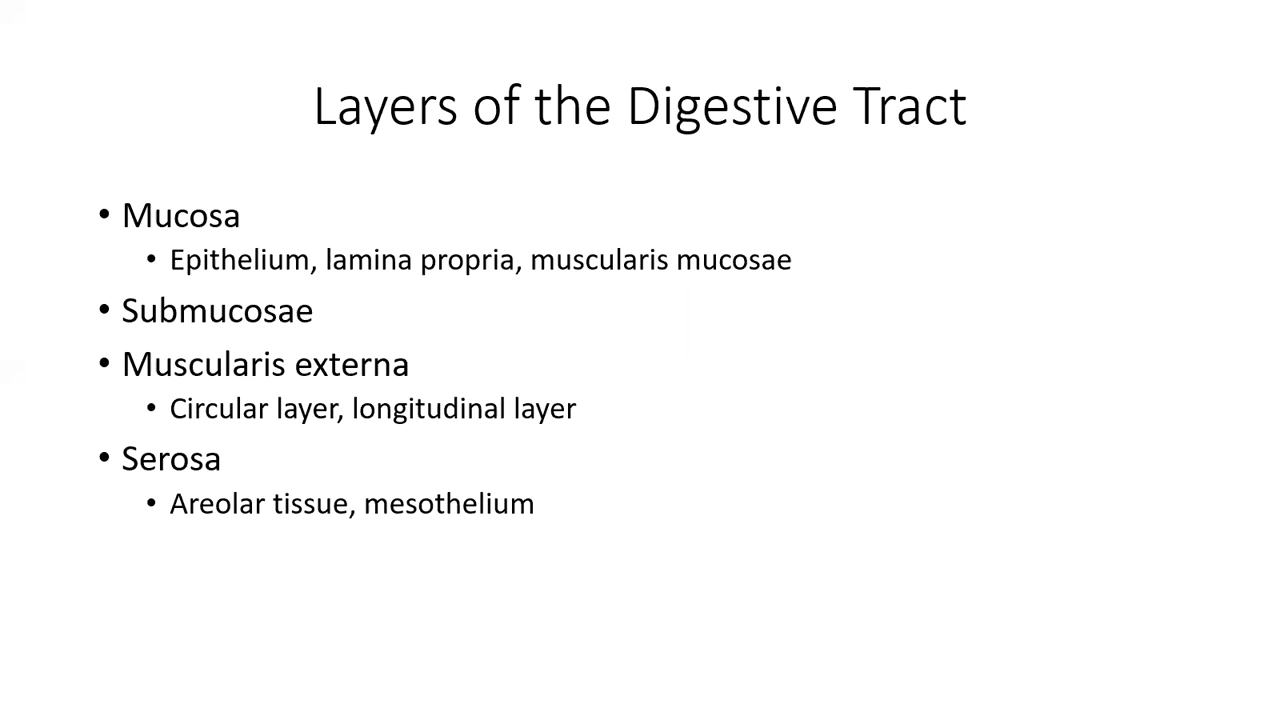 Layers of the Digestive Tract
• Mucosa
• Epithelium, lamina propria, muscularis mucosae
• Submucosae
• Muscularis externa
• Circular layer, longitudinal layer
• Serosa
• Areolar tissue, mesothelium